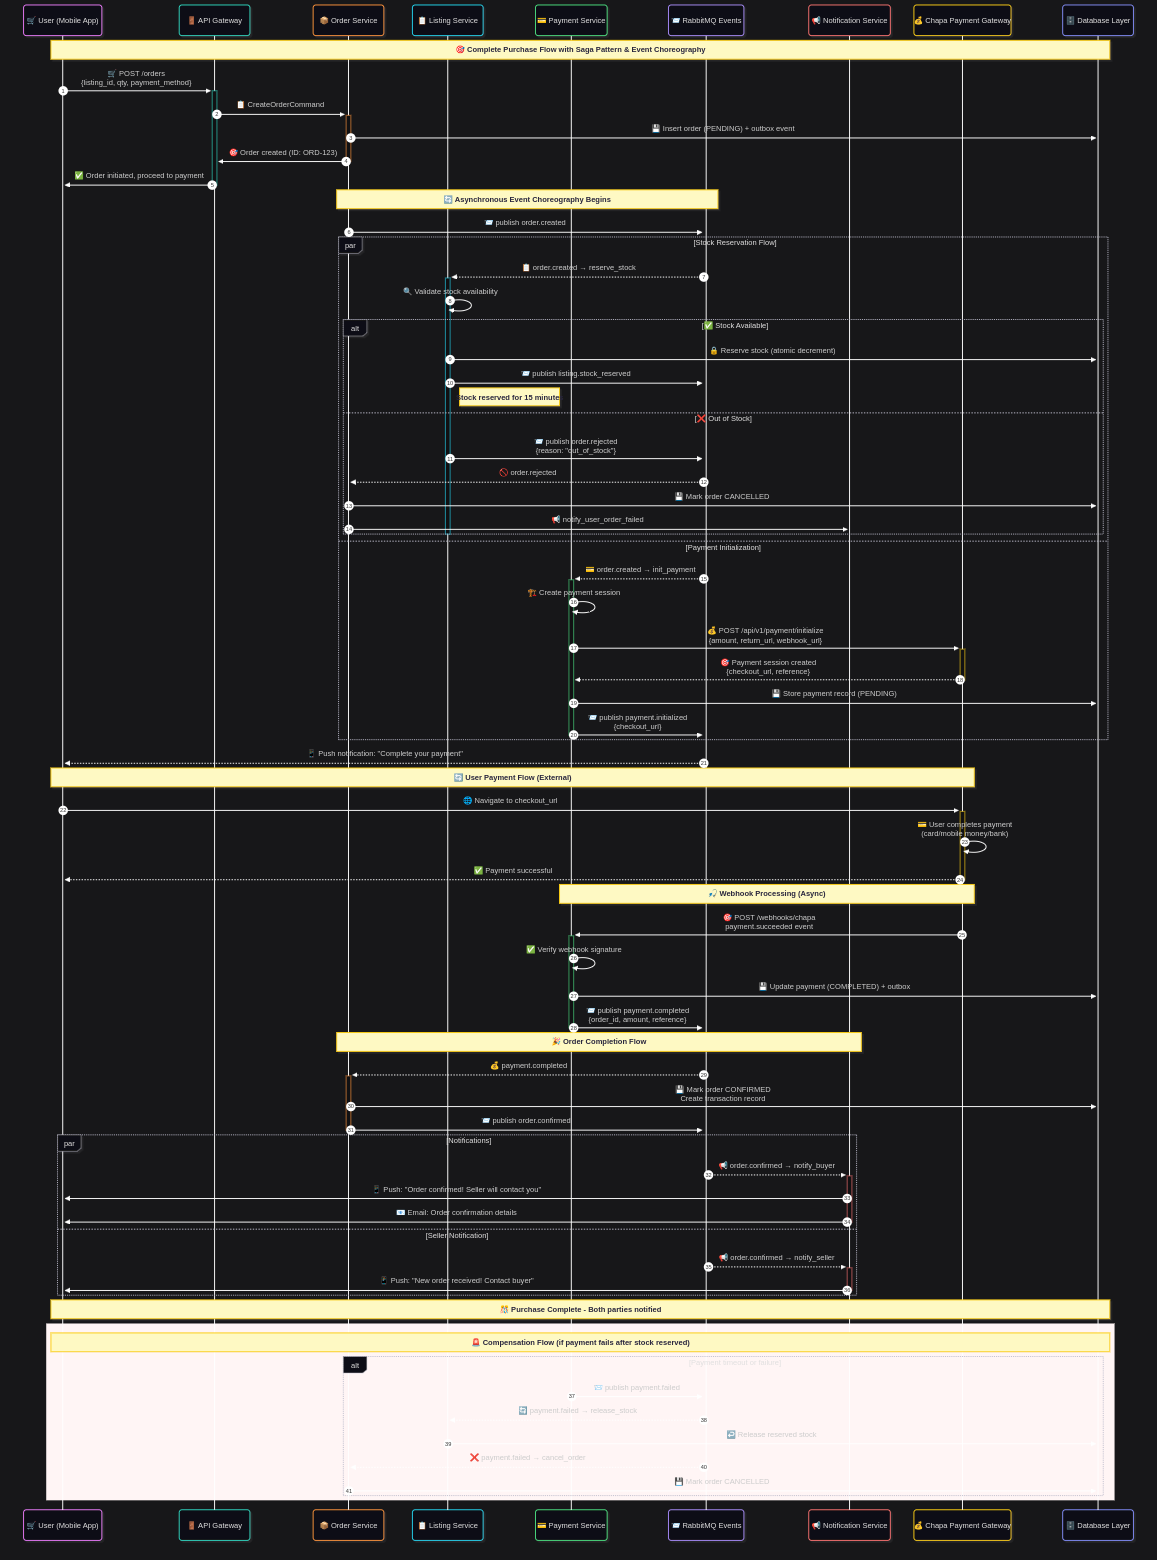 🛒 User (Mobile App)
🚪 API Gateway
📦 Order Service
📋 Listing Service
💳 Payment Service
📨 RabbitMQ Events
📢 Notification Service
💰 Chapa Payment Gateway
🗄️ Database Layer
🎯 Complete Purchase Flow with Saga Pattern & Event Choreography
🛒 POST /orders
{listing_id, qty, payment_method}
1
📋 CreateOrderCommand
2
💾 Insert order (PENDING) + outbox event
3
🎯 Order created (ID: ORD-123)
4
✅ Order initiated, proceed to payment
5
🔄 Asynchronous Event Choreography Begins
📨 publish order.created
6
par
[Stock Reservation Flow]
📋 order.created → reserve_stock
7
🔍 Validate stock availability
8
alt
[✅ Stock Available]
🔒 Reserve stock (atomic decrement)
9
📨 publish listing.stock_reserved
10
Stock reserved for 15 minute
[❌ Out of Stock]
📨 publish order.rejected
{reason: "out_of_stock"}
11
🚫 order.rejected
12
💾 Mark order CANCELLED
13
📢 notify_user_order_failed
14
[Payment Initialization]
💳 order.created → init_payment
15
🏗️ Create payment session
16
💰 POST /api/v1/payment/initialize
{amount, return_url, webhook_url}
17
🎯 Payment session created
{checkout_url, reference}
18
💾 Store payment record (PENDING)
19
📨 publish payment.initialized
{checkout_url}
20
📱 Push notification: "Complete your payment"
21
🔄 User Payment Flow (External)
🌐 Navigate to checkout_url
22
💳 User completes payment
(card/mobile money/bank)
23
✅ Payment successful
24
🎣 Webhook Processing (Async)
🎯 POST /webhooks/chapa
payment.succeeded event
25
✅ Verify webhook signature
26
💾 Update payment (COMPLETED) + outbox
27
📨 publish payment.completed
{order_id, amount, reference}
28
🎉 Order Completion Flow
💰 payment.completed
29
💾 Mark order CONFIRMED
Create transaction record
30
📨 publish order.confirmed
31
par
[Notifications]
📢 order.confirmed → notify_buyer
32
📱 Push: "Order confirmed! Seller will contact you"
33
📧 Email: Order confirmation details
34
[Seller Notification]
📢 order.confirmed → notify_seller
35
📱 Push: "New order received! Contact buyer"
36
🎊 Purchase Complete - Both parties notified
🚨 Compensation Flow (if payment fails after stock reserved)
alt
[Payment timeout or failure]
📨 publish payment.failed
37
🔄 payment.failed → release_stock
38
↩️ Release reserved stock
39
❌ payment.failed → cancel_order
40
💾 Mark order CANCELLED
41
🛒 User (Mobile App)
🚪 API Gateway
📦 Order Service
📋 Listing Service
💳 Payment Service
📨 RabbitMQ Events
📢 Notification Service
💰 Chapa Payment Gateway
🗄️ Database Layer